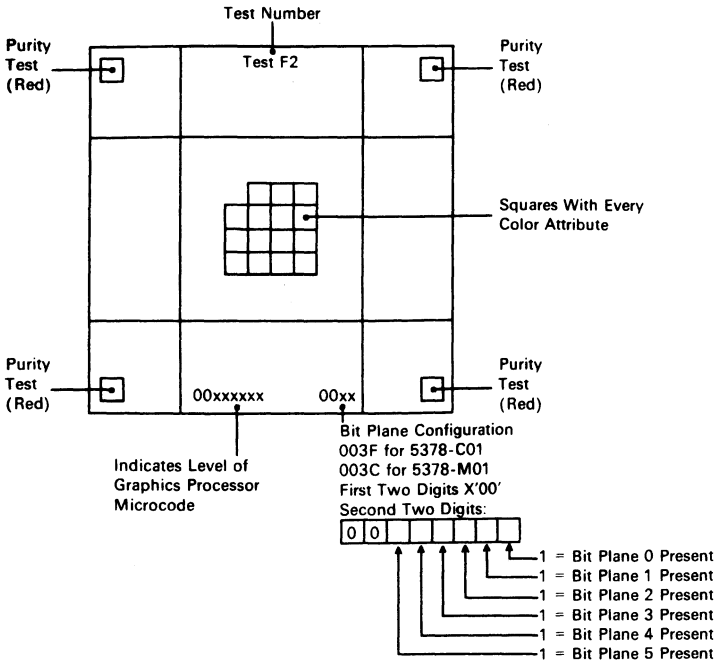 Test Number
Purity
Test
(Red)
Test F2
Purity
Test
(Red)
Squares With Every
Color Attribute
Purity
Test
(Red)
Purity
Test
(Red)
00xxxxxx
00xx
Indicates Level of
Graphics Processor
Microcode
Bit Plane Configuration
003F for 5378-C01
003C for 5378-M01
First Two Digits X'00'
Second Two Digits:
0 0
1 = Bit Plane 0 Present
1 = Bit Plane 1 Present
1 = Bit Plane 2 Present
1 = Bit Plane 3 Present
1 = Bit Plane 4 Present
1 = Bit Plane 5 Present